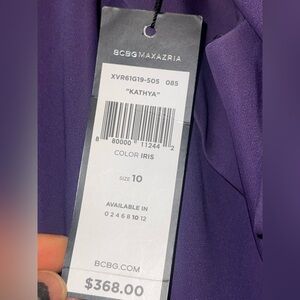 BCBGMAXAZRIA
XVR61G19-505 085
"KATHYA"
8 80000 11244 2
COLOR IRIS
SIZE 10
AVAILABLE IN
0 2 4 6 8 10 12
BCBG.COM
$368.00